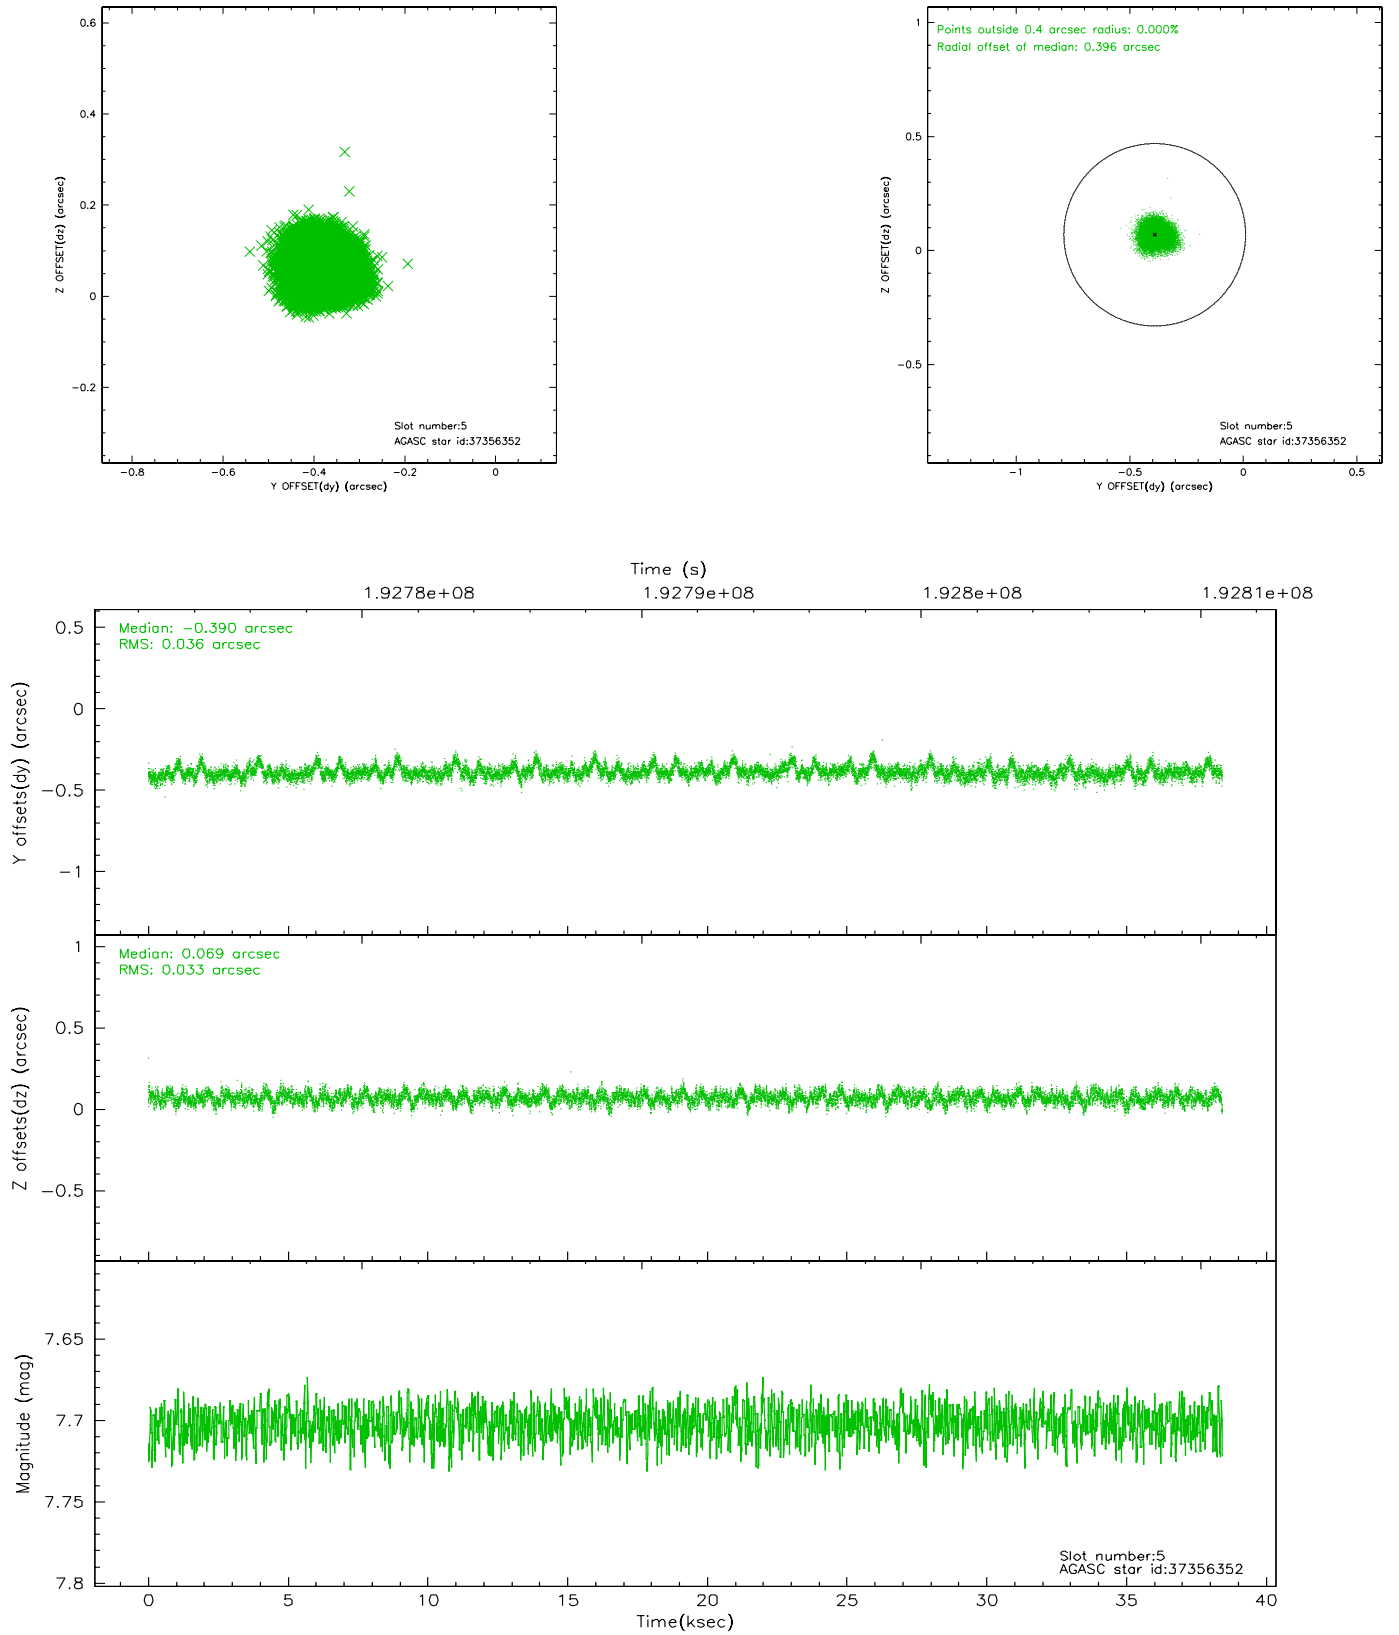 0.6
0.4
0.2
0
−0.2
Z OFFSET(dz) (arcsec)
Slot number:5
AGASC star id:37356352
−0.8 −0.6 −0.4 −0.2 0
Y OFFSET(dy) (arcsec)
Points outside 0.4 arcsec radius: 0.000%
Radial offset of median: 0.396 arcsec
1
0.5
0
−0.5
Z OFFSET(dz) (arcsec)
Slot number:5
AGASC star id:37356352
−1 −0.5 0 0.5
Y OFFSET(dy) (arcsec)
Time (s)
1.9278e+08 1.9279e+08 1.928e+08 1.9281e+08
Median: −0.390 arcsec
RMS: 0.036 arcsec
0.5
0
−0.5
−1
Y offsets(dy) (arcsec)
Median: 0.069 arcsec
RMS: 0.033 arcsec
1
0.5
0
−0.5
Z offsets(dz) (arcsec)
7.65
7.7
7.75
7.8
Magnitude (mag)
Slot number:5
AGASC star id:37356352
0 5 10 15 20 25 30 35 40
Time(ksec)